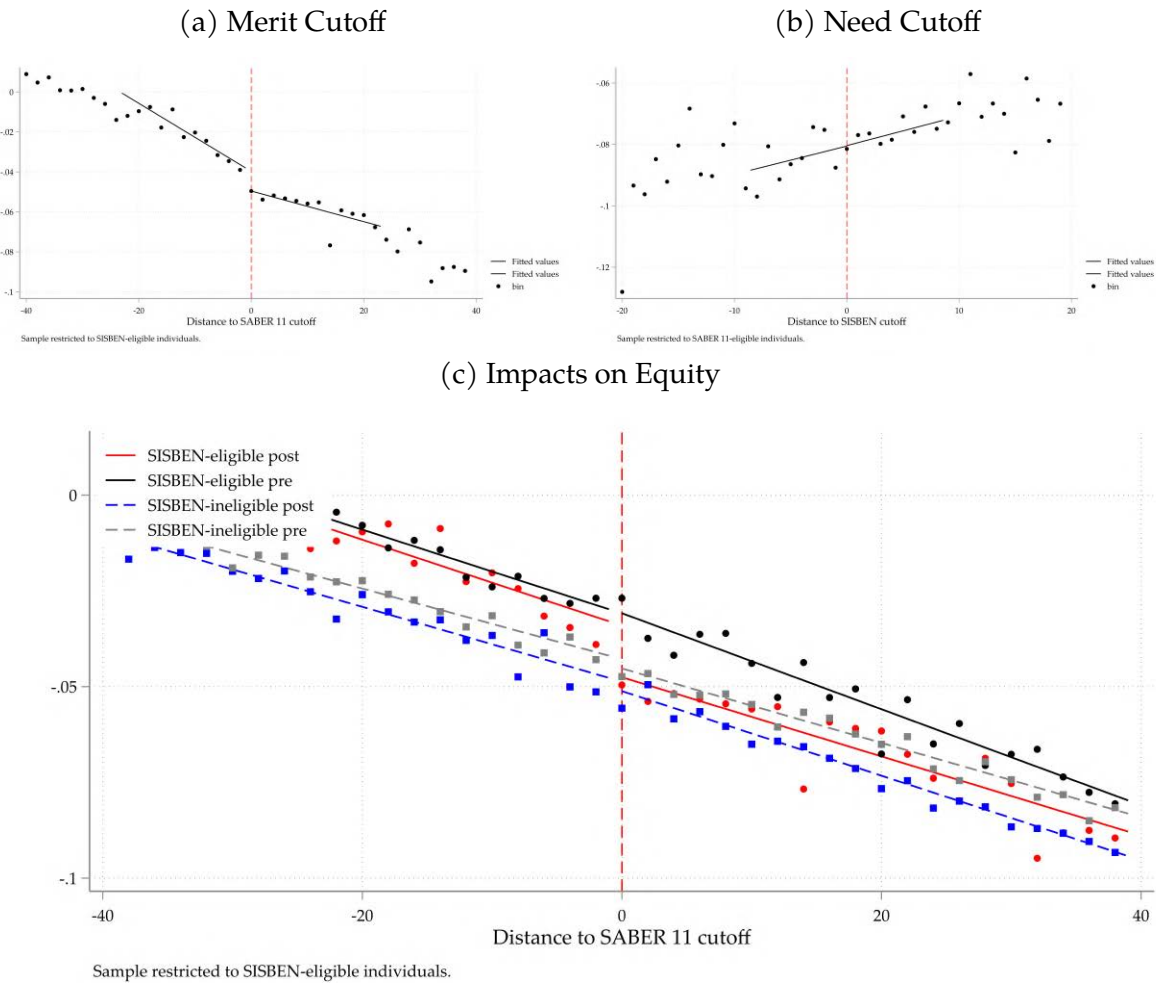 (a) Merit Cutoff
0
-.02
-.04
-.06
-.08
-.1
-40
-20
0
20
40
Distance to SABER 11 cutoff
Fitted values
Fitted values
bin
Sample restricted to SISBEN-eligible individuals.
(b) Need Cutoff
-.06
-.08
-.1
-.12
-20
-10
0
10
20
Distance to SISBEN cutoff
Fitted values
Fitted values
bin
Sample restricted to SABER 11-eligible individuals.
(c) Impacts on Equity
SISBEN-eligible post
SISBEN-eligible pre
SISBEN-ineligible post
SISBEN-ineligible pre
0
-.05
-.1
-40
-20
0
20
40
Distance to SABER 11 cutoff
Sample restricted to SISBEN-eligible individuals.